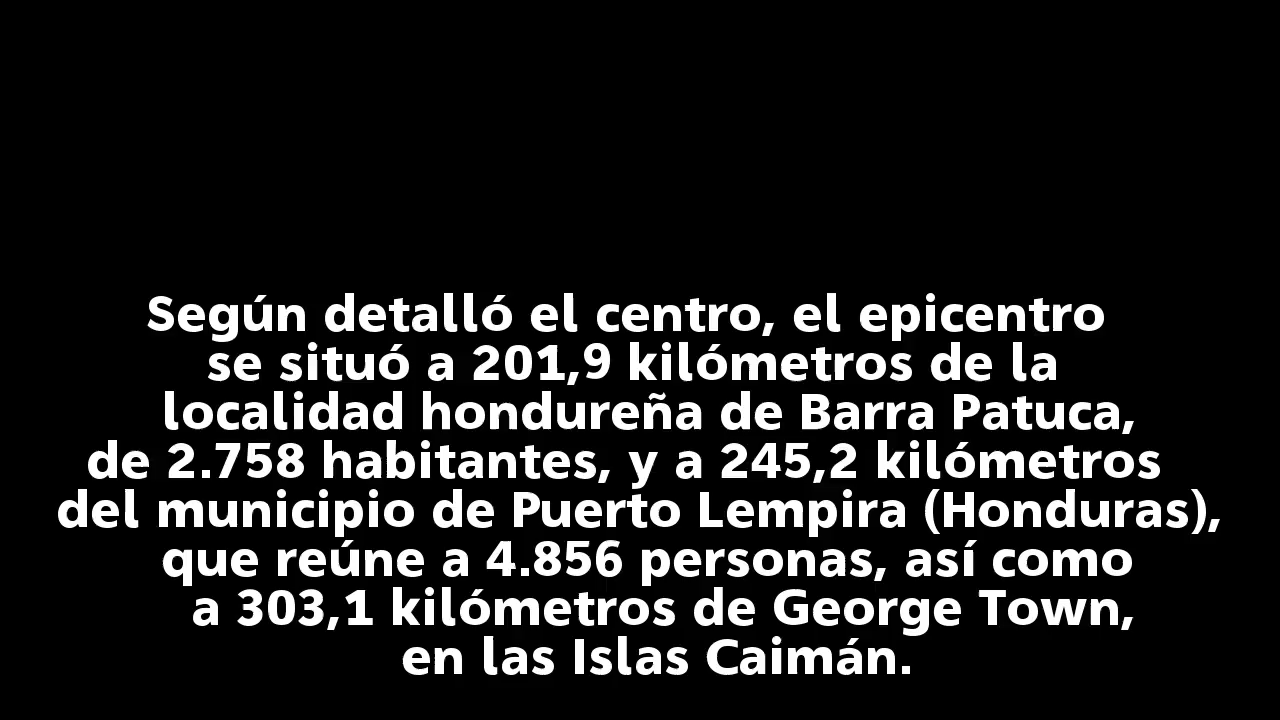 Según detalló el centro, el epicentro
se situó a 201,9 kilómetros de la
localidad hondureña de Barra Patuca,
de 2.758 habitantes, y a 245,2 kilómetros
del municipio de Puerto Lempira (Honduras),
que reúne a 4.856 personas, así como
a 303,1 kilómetros de George Town,
en las Islas Caimán.